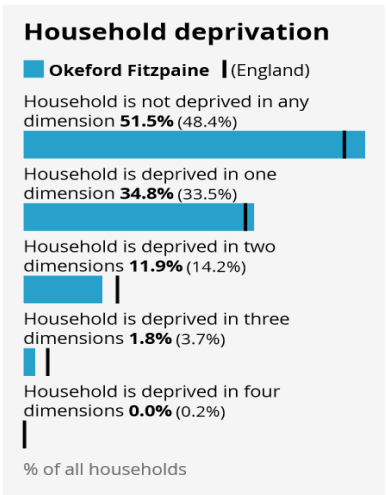 Household deprivation
Okeford Fitzpaine (England)
Household is not deprived in any
dimension 51.5% (48.4%)
Household is deprived in one
dimension 34.8% (33.5%)
Household is deprived in two
dimensions 11.9% (14.2%)
Household is deprived in three
dimensions 1.8% (3.7%)
Household is deprived in four
dimensions 0.0% (0.2%)
% of all households